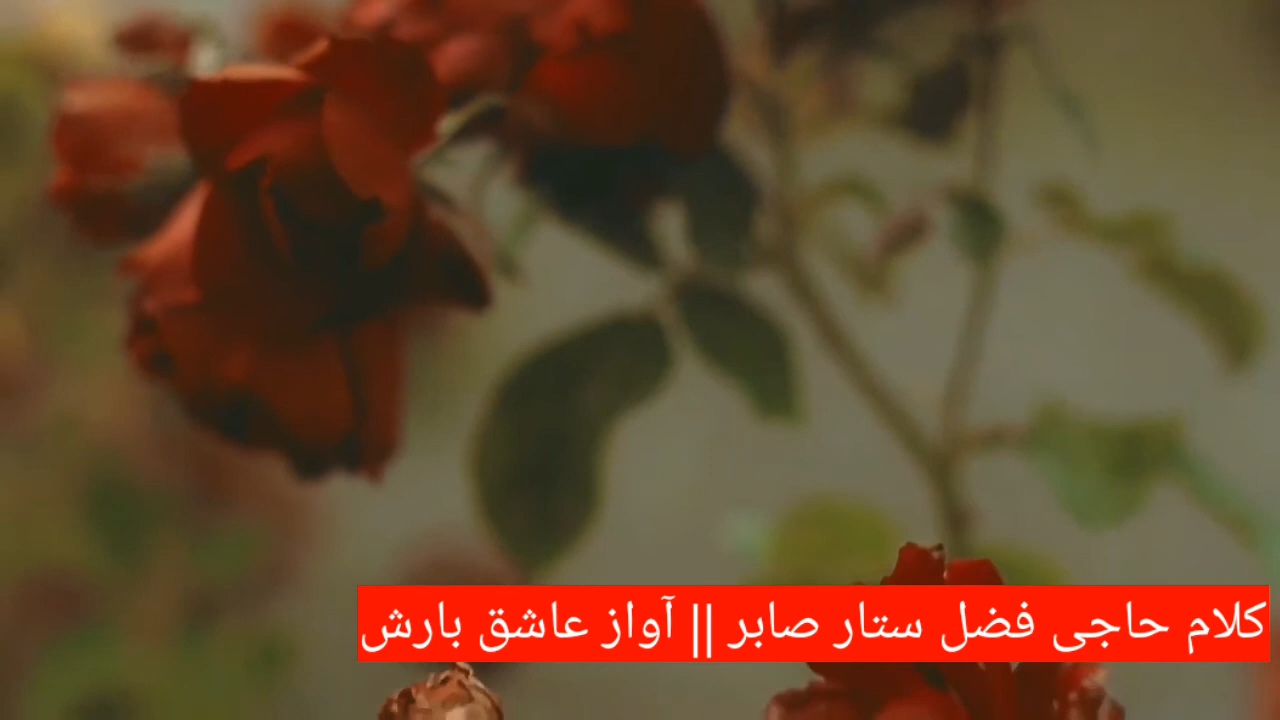 کلام حاجی فضل ستار صابر || آواز عاشق بارش